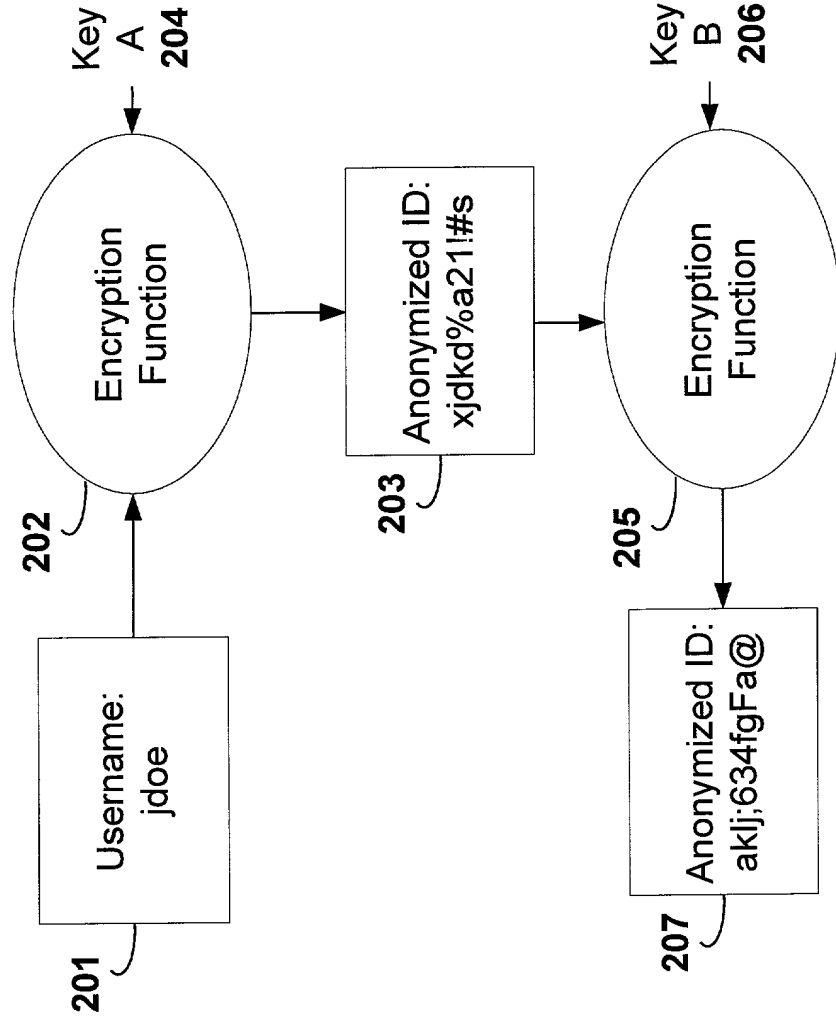 Username:
jdoe
201
202
Encryption
Function
Key
A
204
203
Anonymized ID:
xjdkd%a21!#s
205
Encryption
Function
Key
B
206
207
Anonymized ID:
aklj;634fgFa@